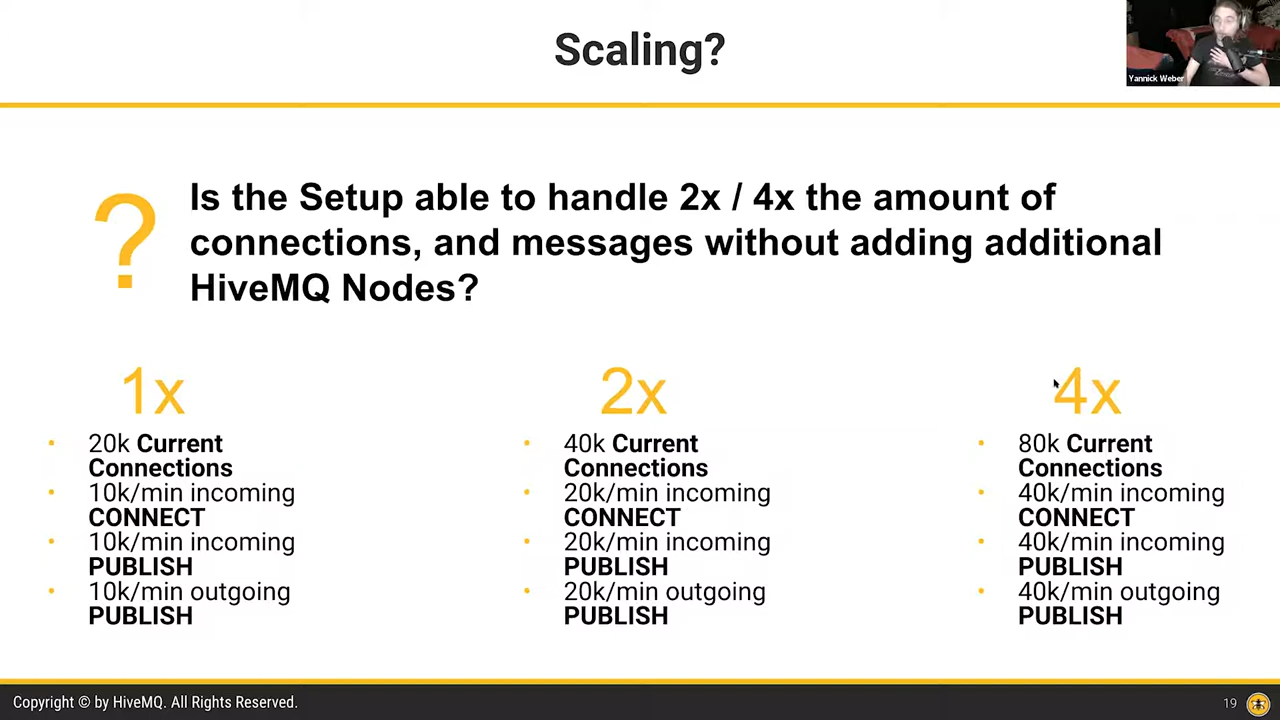 Scaling?
Yannick Weber
?
Is the Setup able to handle 2x / 4x the amount of
connections, and messages without adding additional
HiveMQ Nodes?
1x
• 20k Current
Connections
• 10k/min incoming
CONNECT
• 10k/min incoming
PUBLISH
• 10k/min outgoing
PUBLISH
2x
• 40k Current
Connections
• 20k/min incoming
CONNECT
• 20k/min incoming
PUBLISH
• 20k/min outgoing
PUBLISH
4x
• 80k Current
Connections
• 40k/min incoming
CONNECT
• 40k/min incoming
PUBLISH
• 40k/min outgoing
PUBLISH
Copyright © by HiveMQ. All Rights Reserved.
19